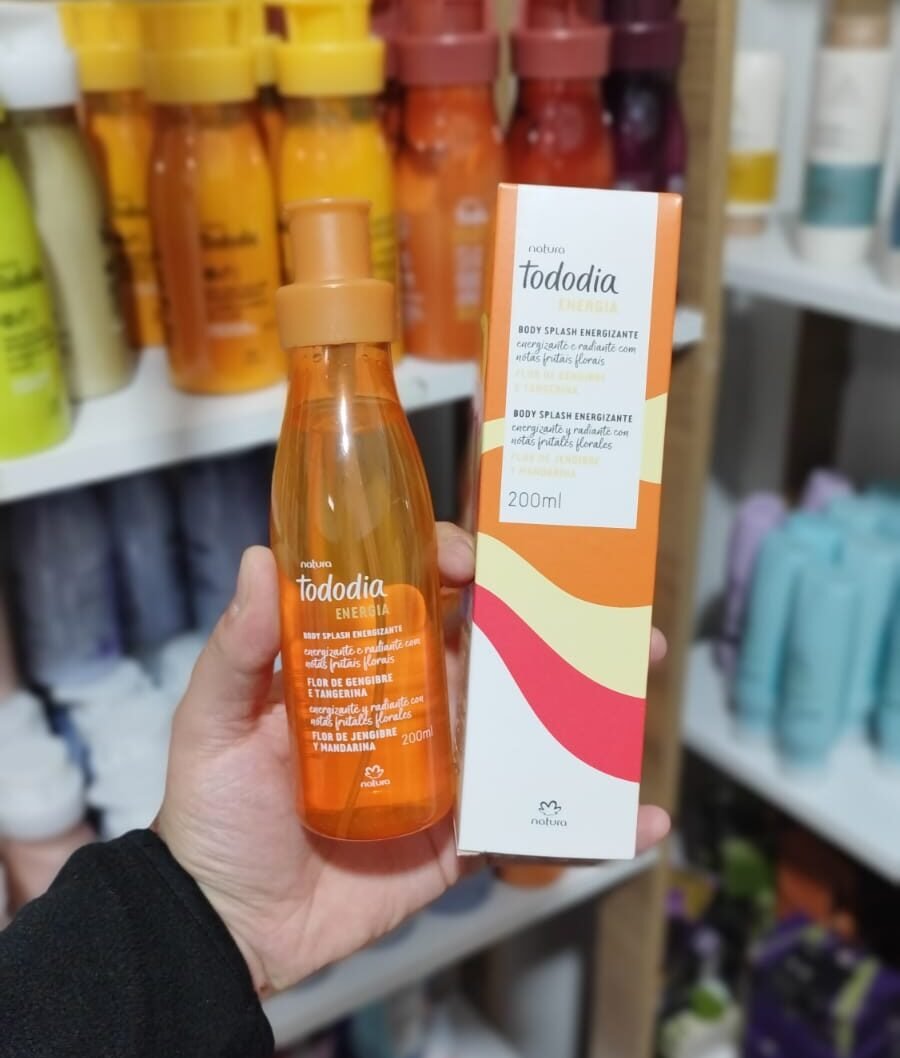 natura
tododia
ENERGIA
BODY SPLASH ENERGIZANTE
energizante e radiante com
notas frutais florais
FLOR DE GENGIBRE
E TANGERINA
energizante y radiante con
notas frutales florales
FLOR DE JENGIBRE
Y MANDARINA
200ml
natura
natura
tododia
ENERGIA
BODY SPLASH ENERGIZANTE
energizante e radiante com
notas frutais florais
FLOR DE GENGIBRE
E TANGERINA
BODY SPLASH ENERGIZANTE
energizante y radiante con
notas frutales florales
FLOR DE JENGIBRE
Y MANDARINA
200ml
natura
tododia